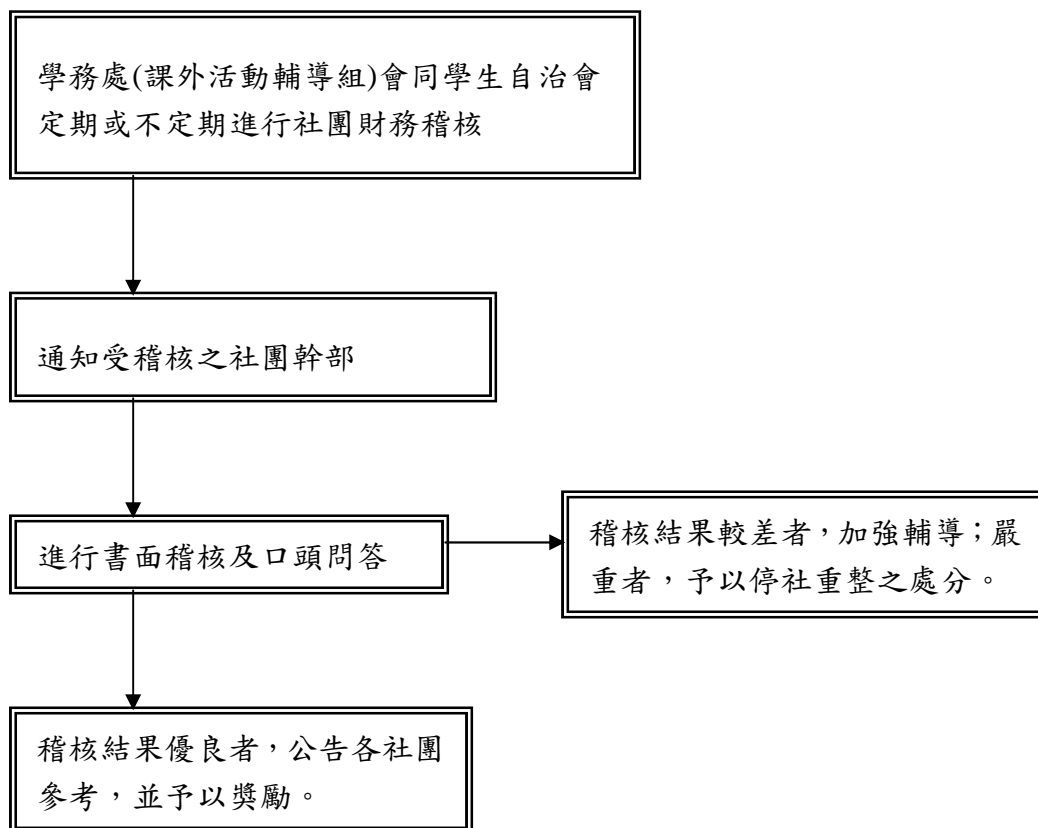 學務處(課外活動輔導組)會同學生自治會
定期或不定期進行社團財務稽核
通知受稽核之社團幹部
進行書面稽核及口頭問答
稽核結果較差者，加強輔導；嚴
重者，予以停社重整之處分。
稽核結果優良者，公告各社團
參考，並予以獎勵。